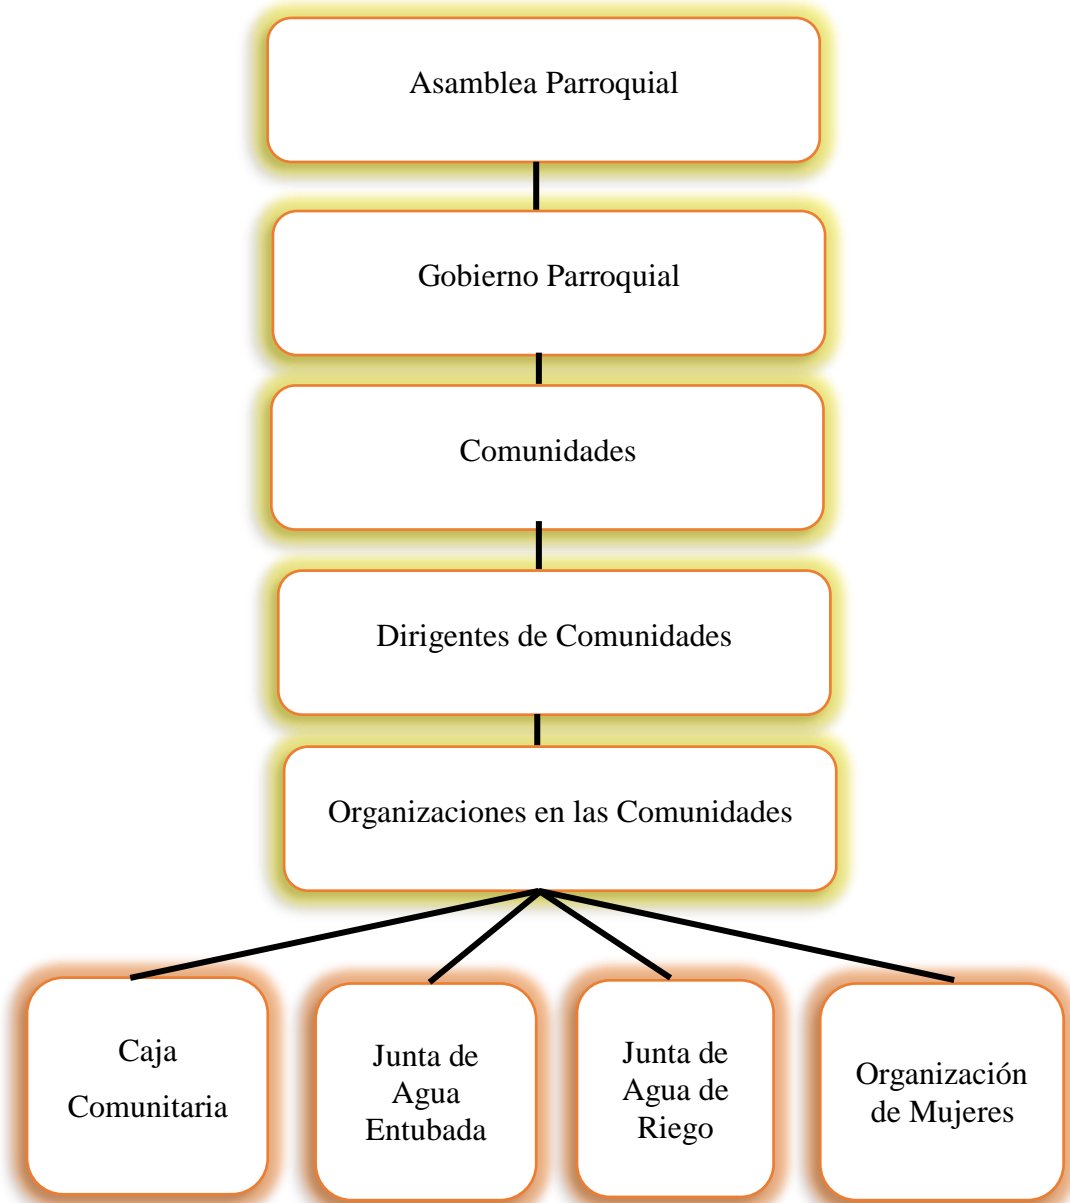 Asamblea Parroquial
Gobierno Parroquial
Comunidades
Dirigentes de Comunidades
Organizaciones en las Comunidades
Caja
Comunitaria
Junta de
Agua
Entubada
Junta de
Agua de
Riego
Organización
de Mujeres